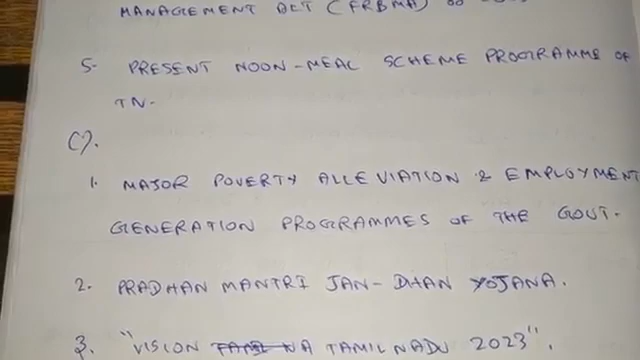 MANAGEMENT ACT (FRBMA)
5. PRESENT NOON-MEAL SCHEME PROGRAMME OF
TN.
C).
1. MAJOR POVERTY ALLEVIATION & EMPLOYMENT
GENERATION PROGRAMMES OF THE GOVT.
2. PRADHAN MANTRI JAN-DHAN YOJANA.
3. "VISION TAMILNADU 2023".